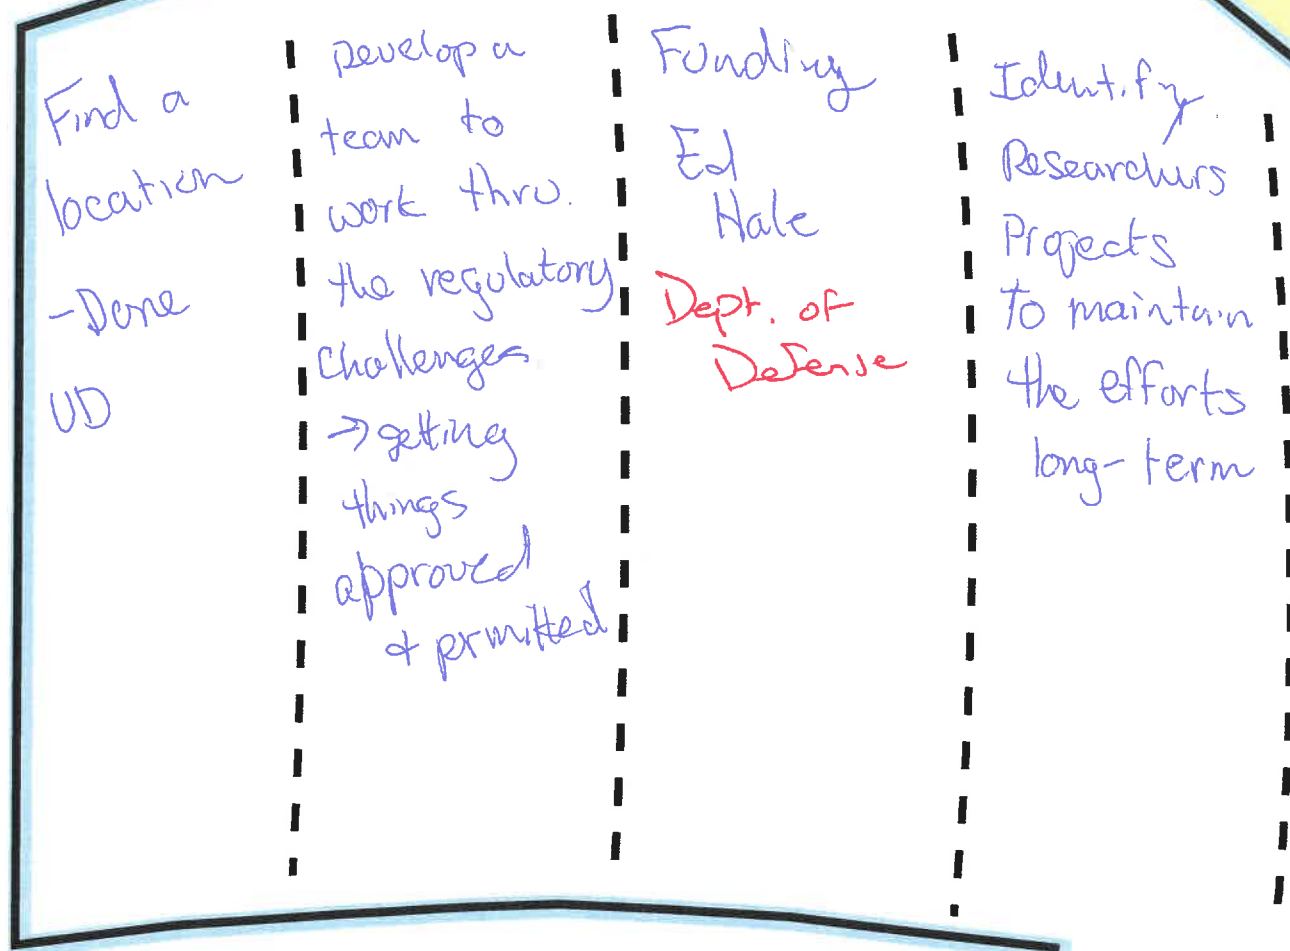 Find a
location
-Done
UD
Develop a
team to
work thru.
the regulatory
challenges
→ getting
things
approved
+ prmitted
Funding
Ed
Hale
Dept. of
Defense
Identify
Researchers
Projects
to maintain
the efforts
long-term